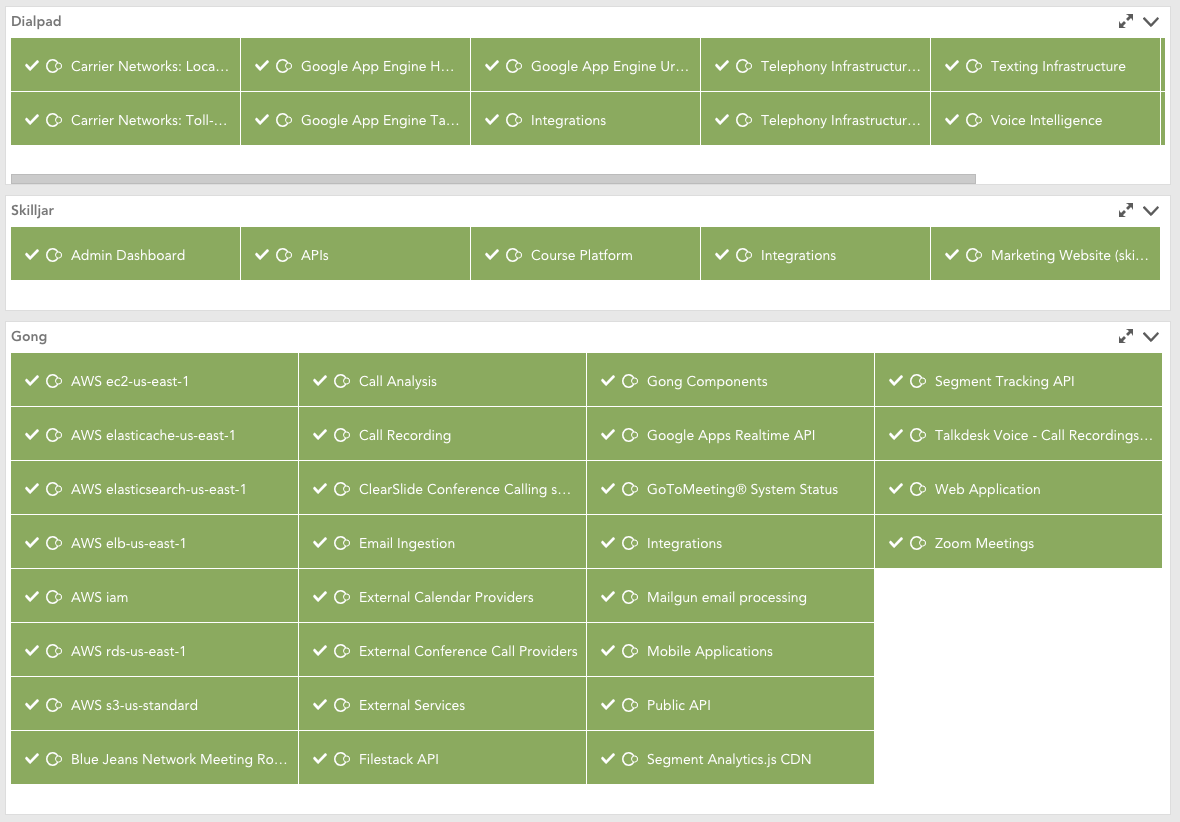 Dialpad
Carrier Networks: Loca... Google App Engine H... Google App Engine Ur... Telephony Infrastructur... Texting Infrastructure
Carrier Networks: Toll-... Google App Engine Ta... Integrations Telephony Infrastructur... Voice Intelligence
Skilljar
Admin Dashboard APIs Course Platform Integrations Marketing Website (ski...
Gong
AWS ec2-us-east-1 Call Analysis Gong Components Segment Tracking API
AWS elasticache-us-east-1 Call Recording Google Apps Realtime API Talkdesk Voice - Call Recordings...
AWS elasticsearch-us-east-1 ClearSlide Conference Calling s... GoToMeeting® System Status Web Application
AWS elb-us-east-1 Email Ingestion Integrations Zoom Meetings
AWS iam External Calendar Providers Mailgun email processing
AWS rds-us-east-1 External Conference Call Providers Mobile Applications
AWS s3-us-standard External Services Public API
Blue Jeans Network Meeting Ro... Filestack API Segment Analytics.js CDN